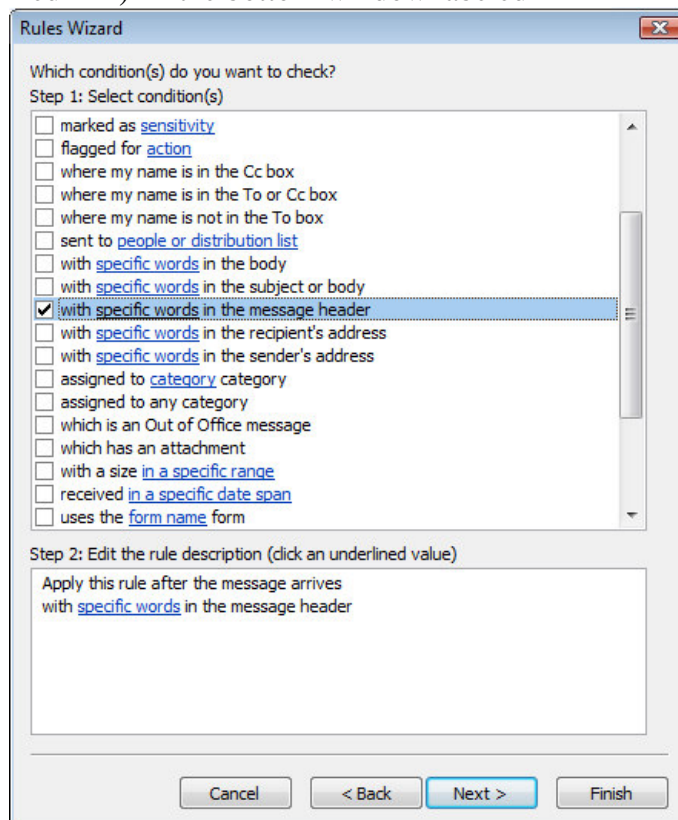 Rules Wizard
Which condition(s) do you want to check?
Step 1: Select condition(s)
marked as sensitivity
flagged for action
where my name is in the Cc box
where my name is in the To or Cc box
where my name is not in the To box
sent to people or distribution list
with specific words in the body
with specific words in the subject or body
with specific words in the message header
with specific words in the recipient's address
with specific words in the sender's address
assigned to category category
assigned to any category
which is an Out of Office message
which has an attachment
with a size in a specific range
received in a specific date span
uses the form name form
Step 2: Edit the rule description (click an underlined value)
Apply this rule after the message arrives
with specific words in the message header
Cancel < Back Next > Finish